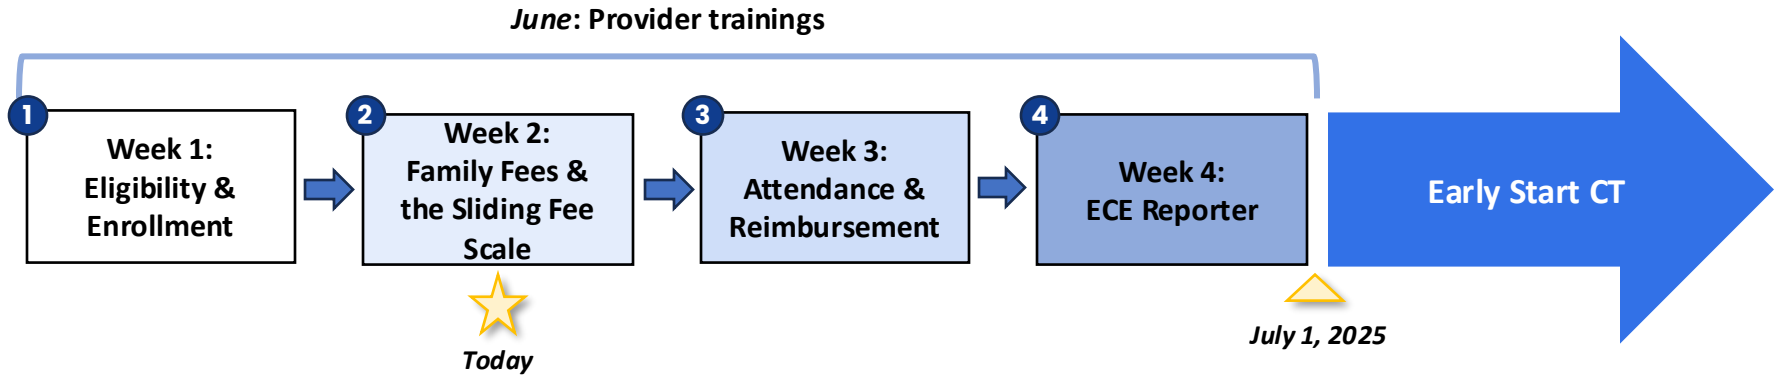 June: Provider trainings
1
Week 1:
Eligibility &
Enrollment
2
Week 2:
Family Fees &
the Sliding Fee
Scale
3
Week 3:
Attendance &
Reimbursement
4
Week 4:
ECE Reporter
Early Start CT
Today
July 1, 2025